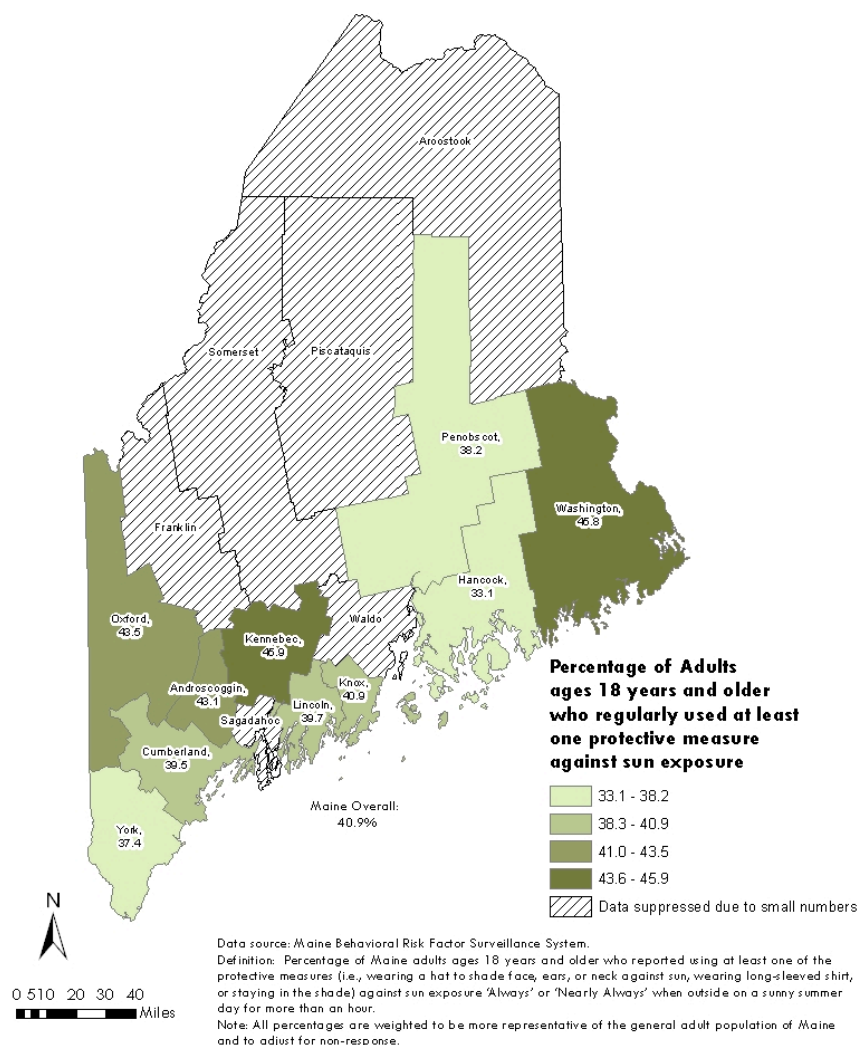 Aroostook
Somerset
Piscataquis
Penobscot,
38.2
Washington,
45.8
Franklin
Hancock,
33.1
Oxford,
43.5
Kennebec,
45.9
Waldo
Androscoggin,
43.1
Knox,
40.9
Lincoln,
39.7
Sagadahoc
Cumberland,
39.5
York,
37.4
Maine Overall:
40.9%
Percentage of Adults
ages 18 years and older
who regularly used at least
one protective measure
against sun exposure
33.1 - 38.2
38.3 - 40.9
41.0 - 43.5
43.6 - 45.9
Data suppressed due to small numbers
N
0 5 10 20 30 40
Miles
Data source: Maine Behavioral Risk Factor Surveillance System.
Definition: Percentage of Maine adults ages 18 years and older who reported using at least one of the
protective measures (i.e., wearing a hat to shade face, ears, or neck against sun, wearing long-sleeved shirt,
or staying in the shade) against sun exposure 'Always' or 'Nearly Always' when outside on a sunny summer
day for more than an hour.
Note: All percentages are weighted to be more representative of the general adult population of Maine
and to adjust for non-response.